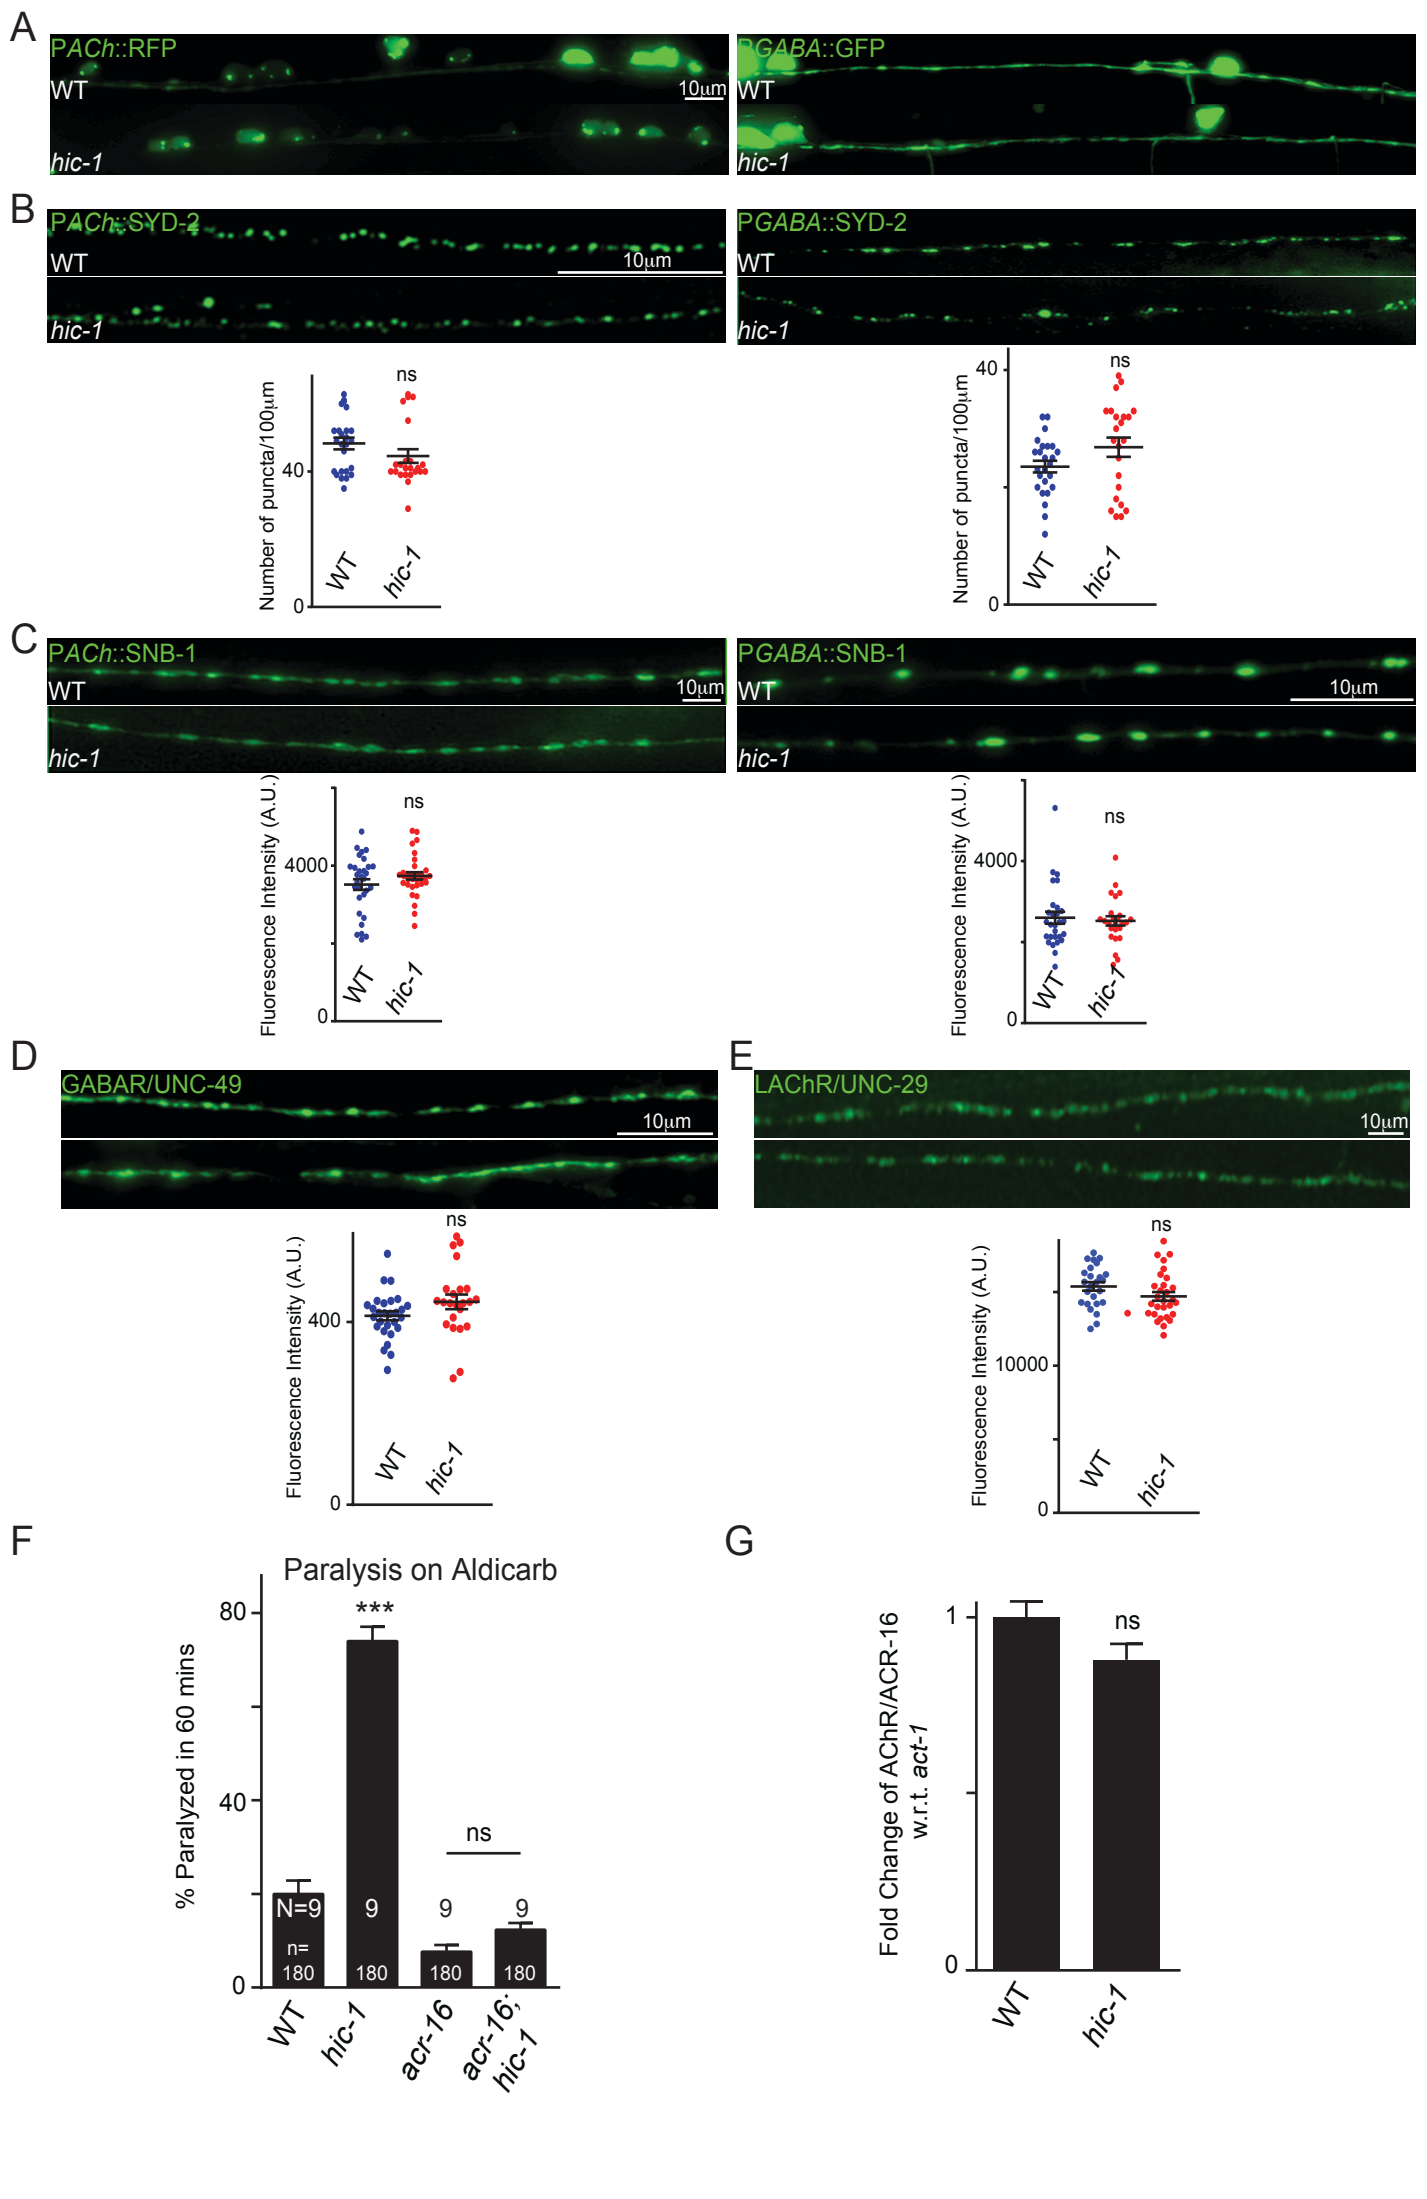 A
PACh::RFP
WT
10μm
hic-1
PGABA::GFP
WT
hic-1
B
PACh::SYD-2
WT
10μm
hic-1
PGABA::SYD-2
WT
hic-1
Number of puncta/100μm
40
0
ns
WT
hic-1
Number of puncta/100μm
40
0
ns
WT
hic-1
C
PACh::SNB-1
WT
10μm
hic-1
PGABA::SNB-1
WT
10μm
hic-1
Fluorescence Intensity (A.U.)
4000
0
ns
WT
hic-1
Fluorescence Intensity (A.U.)
4000
0
ns
WT
hic-1
D
GABAR/UNC-49
10μm
Fluorescence Intensity (A.U.)
400
0
ns
WT
hic-1
E
LAChR/UNC-29
10μm
Fluorescence Intensity (A.U.)
10000
0
ns
WT
hic-1
F
Paralysis on Aldicarb
% Paralyzed in 60 mins
80
40
0
***
ns
N=9
9
9
9
n=
180
180
180
180
WT
hic-1
acr-16
acr-16;
hic-1
G
Fold Change of AChR/ACR-16
w.r.t. act-1
1
0
ns
WT
hic-1